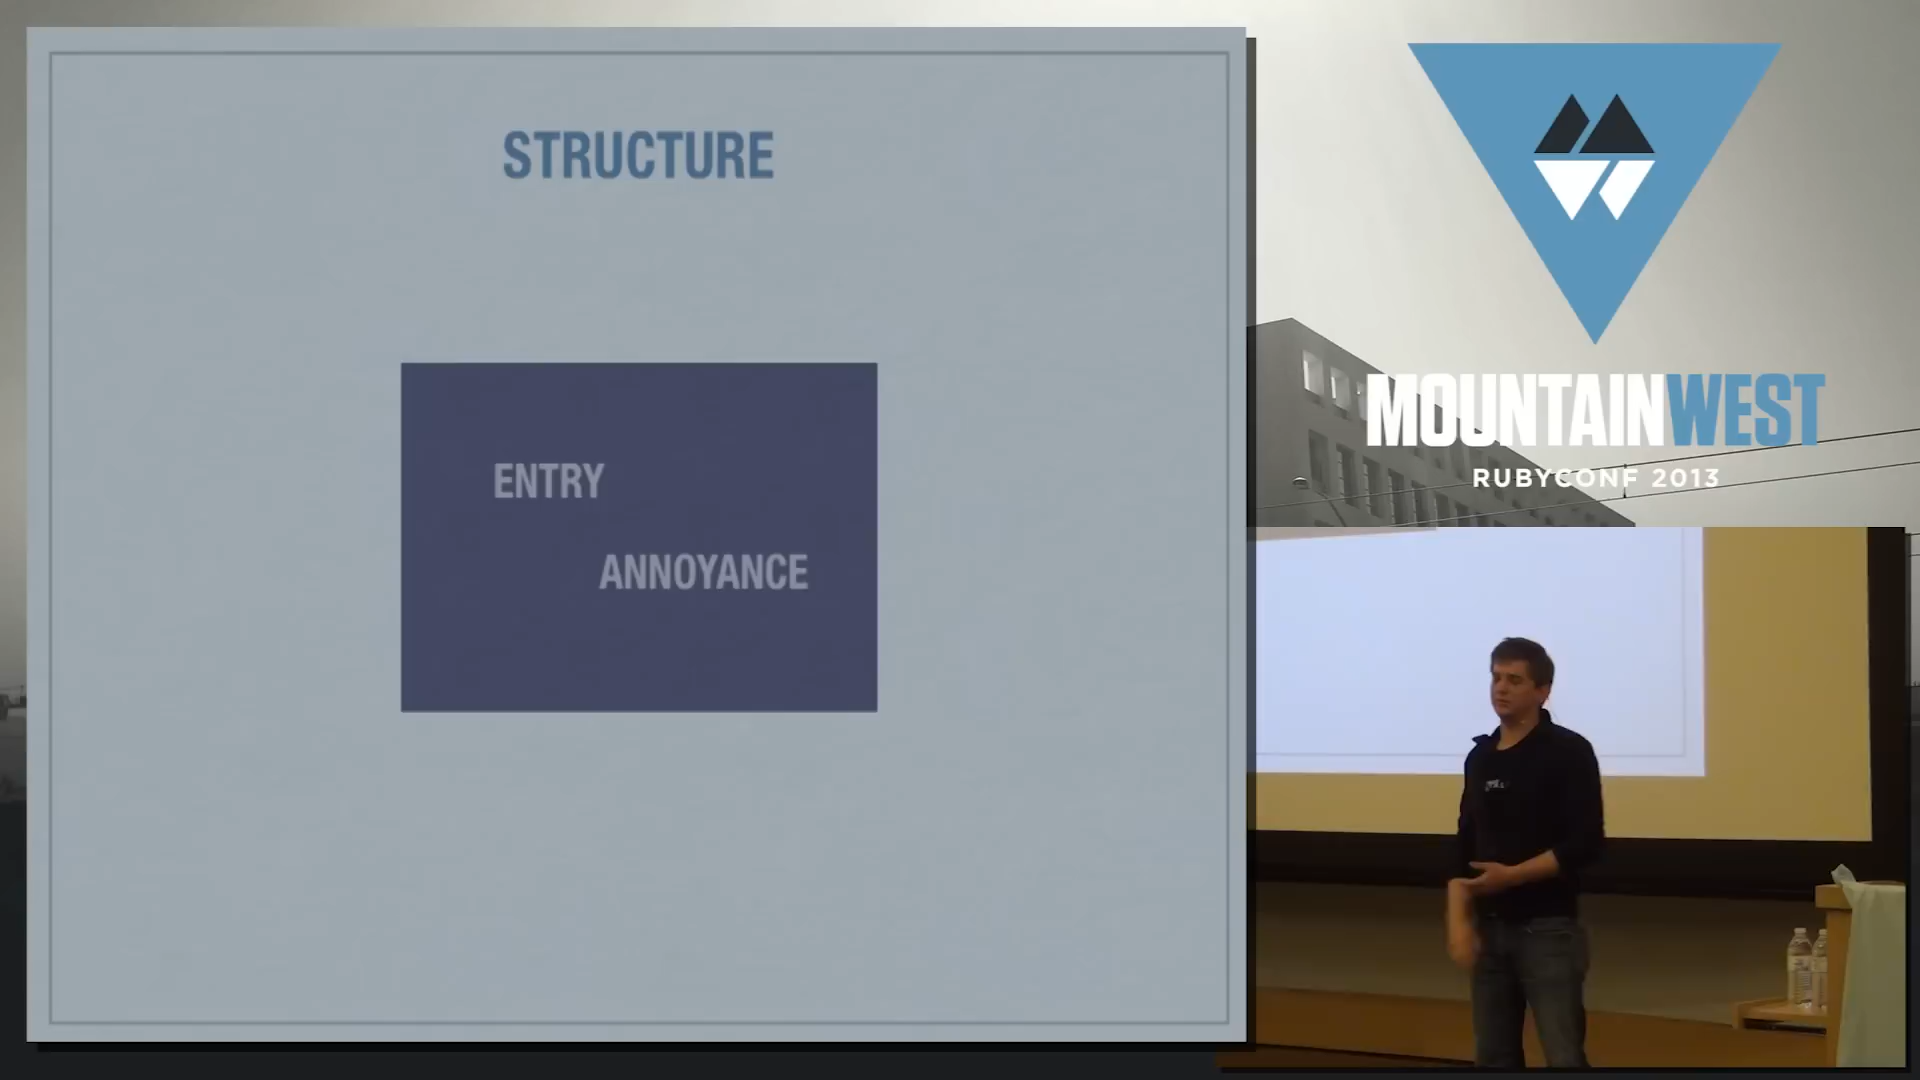 STRUCTURE
ENTRY
ANNOYANCE
MOUNTAINWEST
RUBYCONF 2013